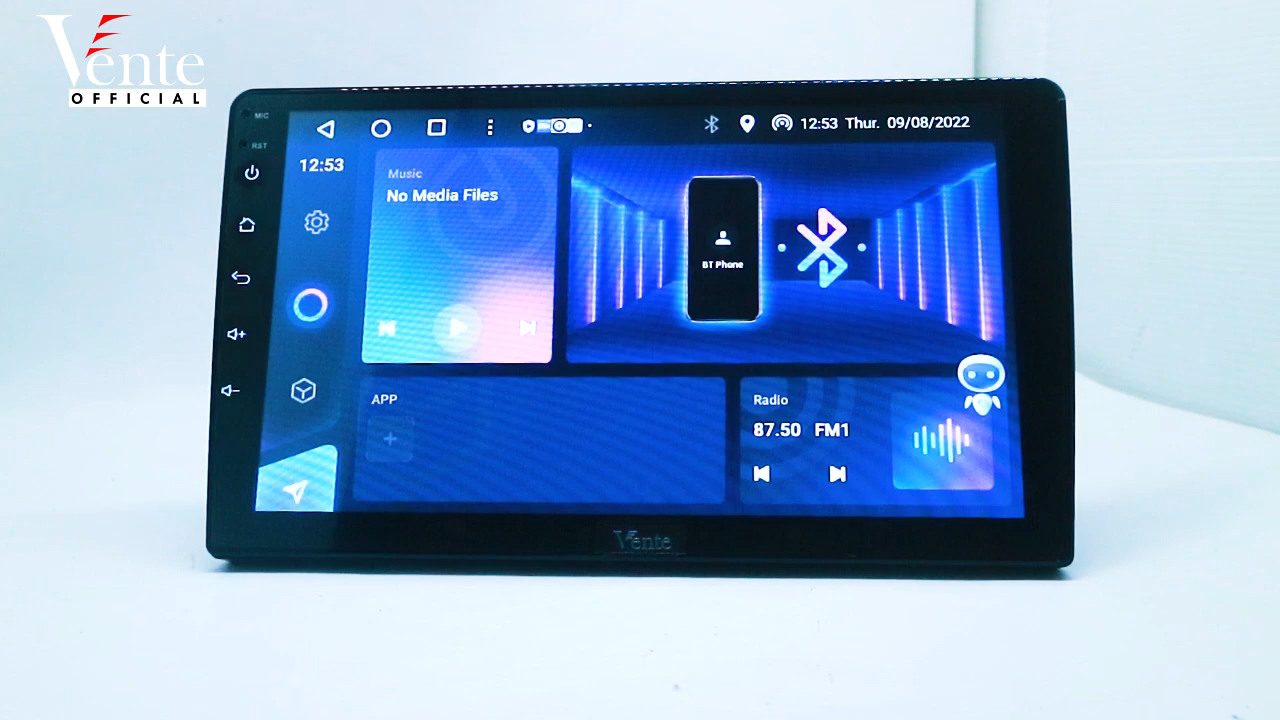 Vente
OFFICIAL
MIC
RST
12:53 Thur. 09/08/2022
12:53
Music
No Media Files
BT Phone
APP
Radio
87.50 FM1
Vente